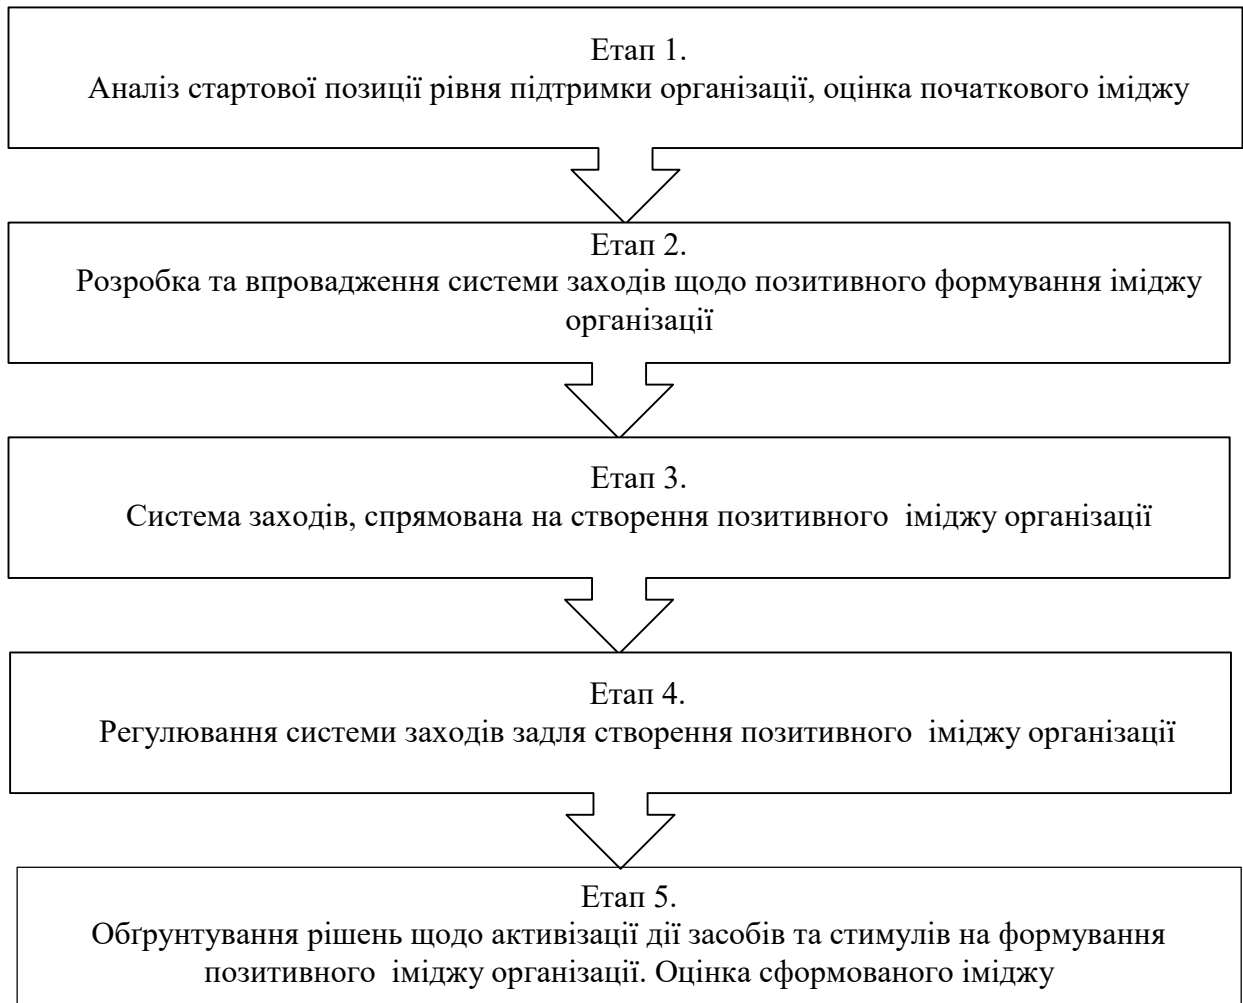 Етап 1.
Аналіз стартової позиції рівня підтримки організації, оцінка початкового іміджу
Етап 2.
Розробка та впровадження системи заходів щодо позитивного формування іміджу
організації
Етап 3.
Система заходів, спрямована на створення позитивного  іміджу організації
Етап 4.
Регулювання системи заходів задля створення позитивного  іміджу організації
Етап 5.
Обґрунтування рішень щодо активізації дії засобів та стимулів на формування
позитивного  іміджу організації. Оцінка сформованого іміджу